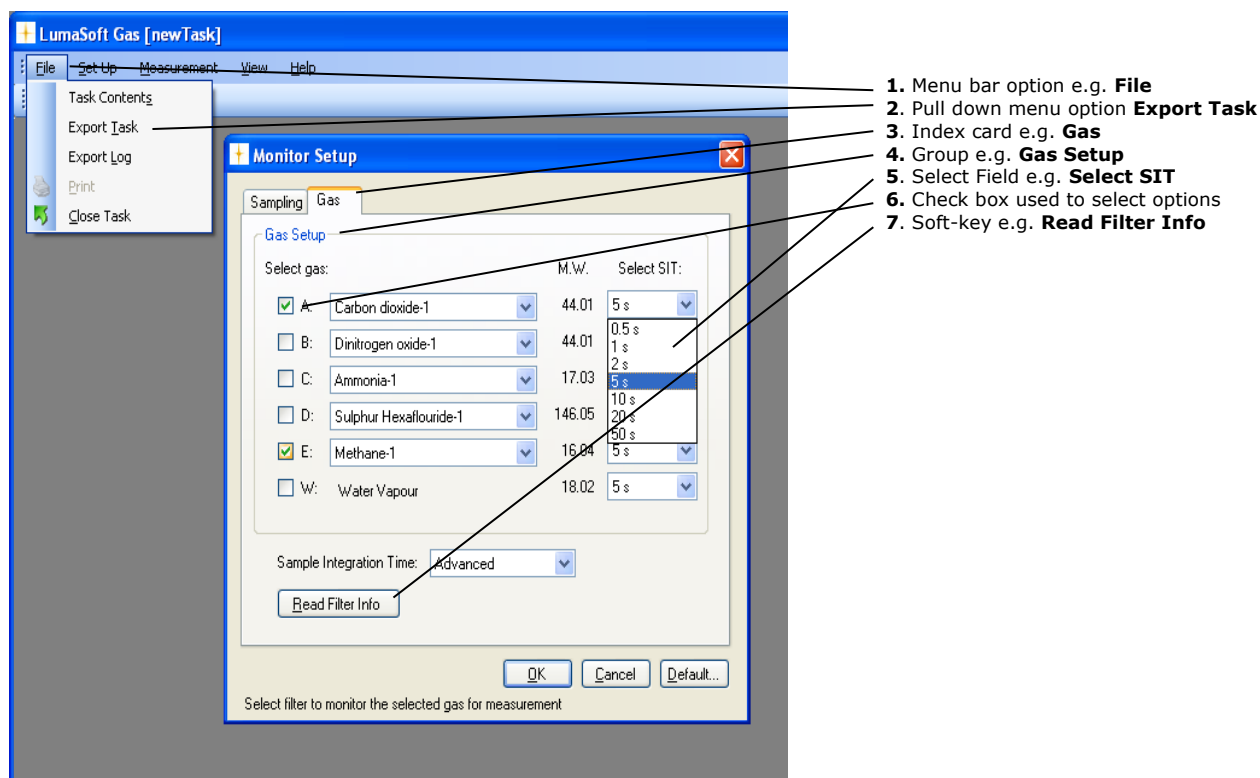 LumaSoft Gas [newTask]
File Set Up Measurement View Help
Task Contents
Export Task
Export Log
Print
Close Task
Monitor Setup
Sampling Gas
Gas Setup
Select gas: M.W. Select SIT:
A: Carbon dioxide-1 44.01 5 s
0.5 s
1 s
2 s
5 s
10 s
20 s
50 s
B: Dinitrogen oxide-1 44.01
C: Ammonia-1 17.03
D: Sulphur Hexaflouride-1 146.05
E: Methane-1 16.04 5 s
W: Water Vapour 18.02 5 s
Sample Integration Time: Advanced
Read Filter Info
OK Cancel Default...
Select filter to monitor the selected gas for measurement
1. Menu bar option e.g. File
2. Pull down menu option Export Task
3. Index card e.g. Gas
4. Group e.g. Gas Setup
5. Select Field e.g. Select SIT
6. Check box used to select options
7. Soft-key e.g. Read Filter Info